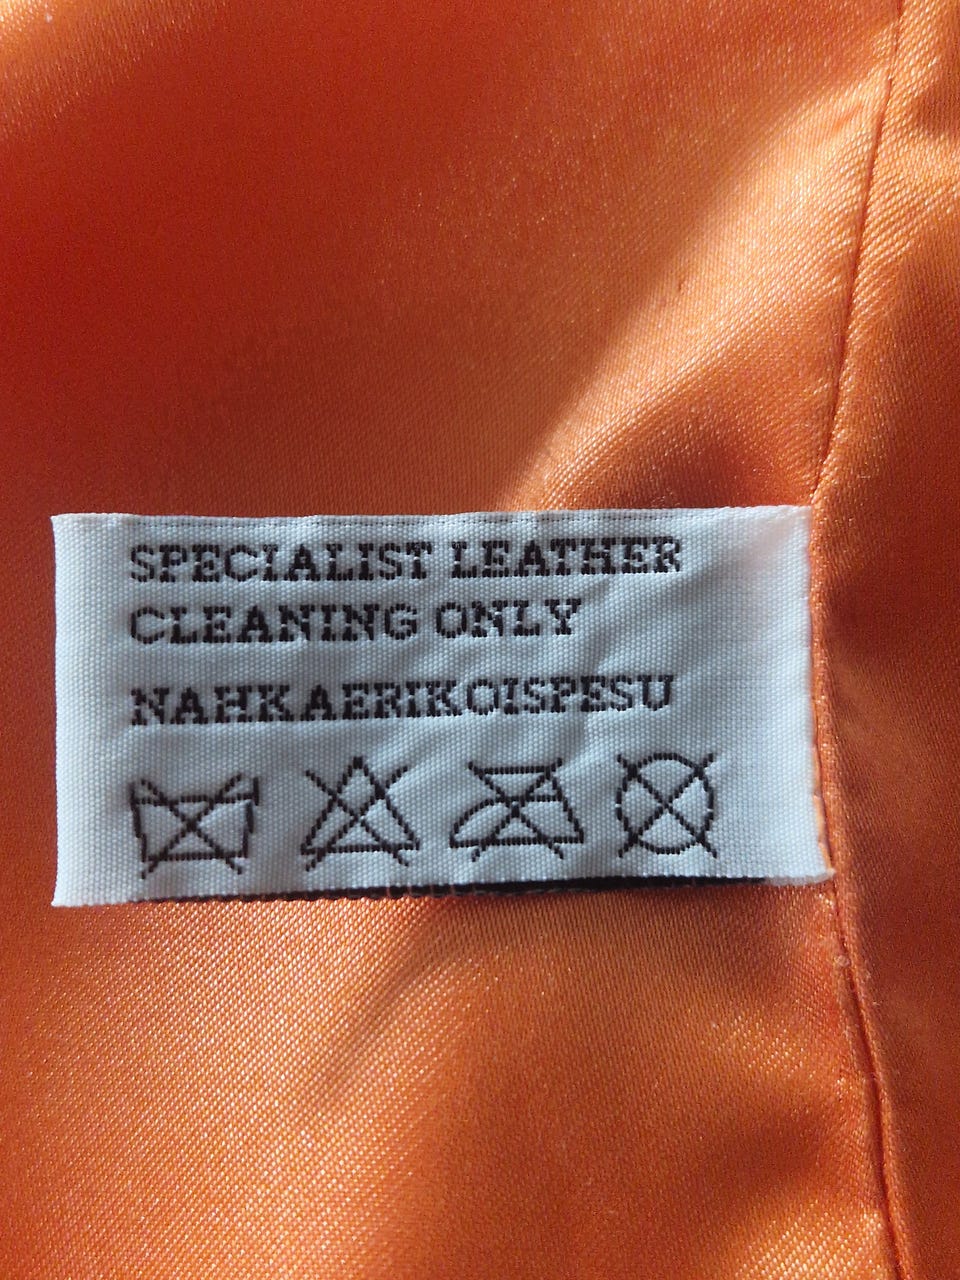 SPECIALIST LEATHER
CLEANING ONLY
NAHKAERIKOISPESU